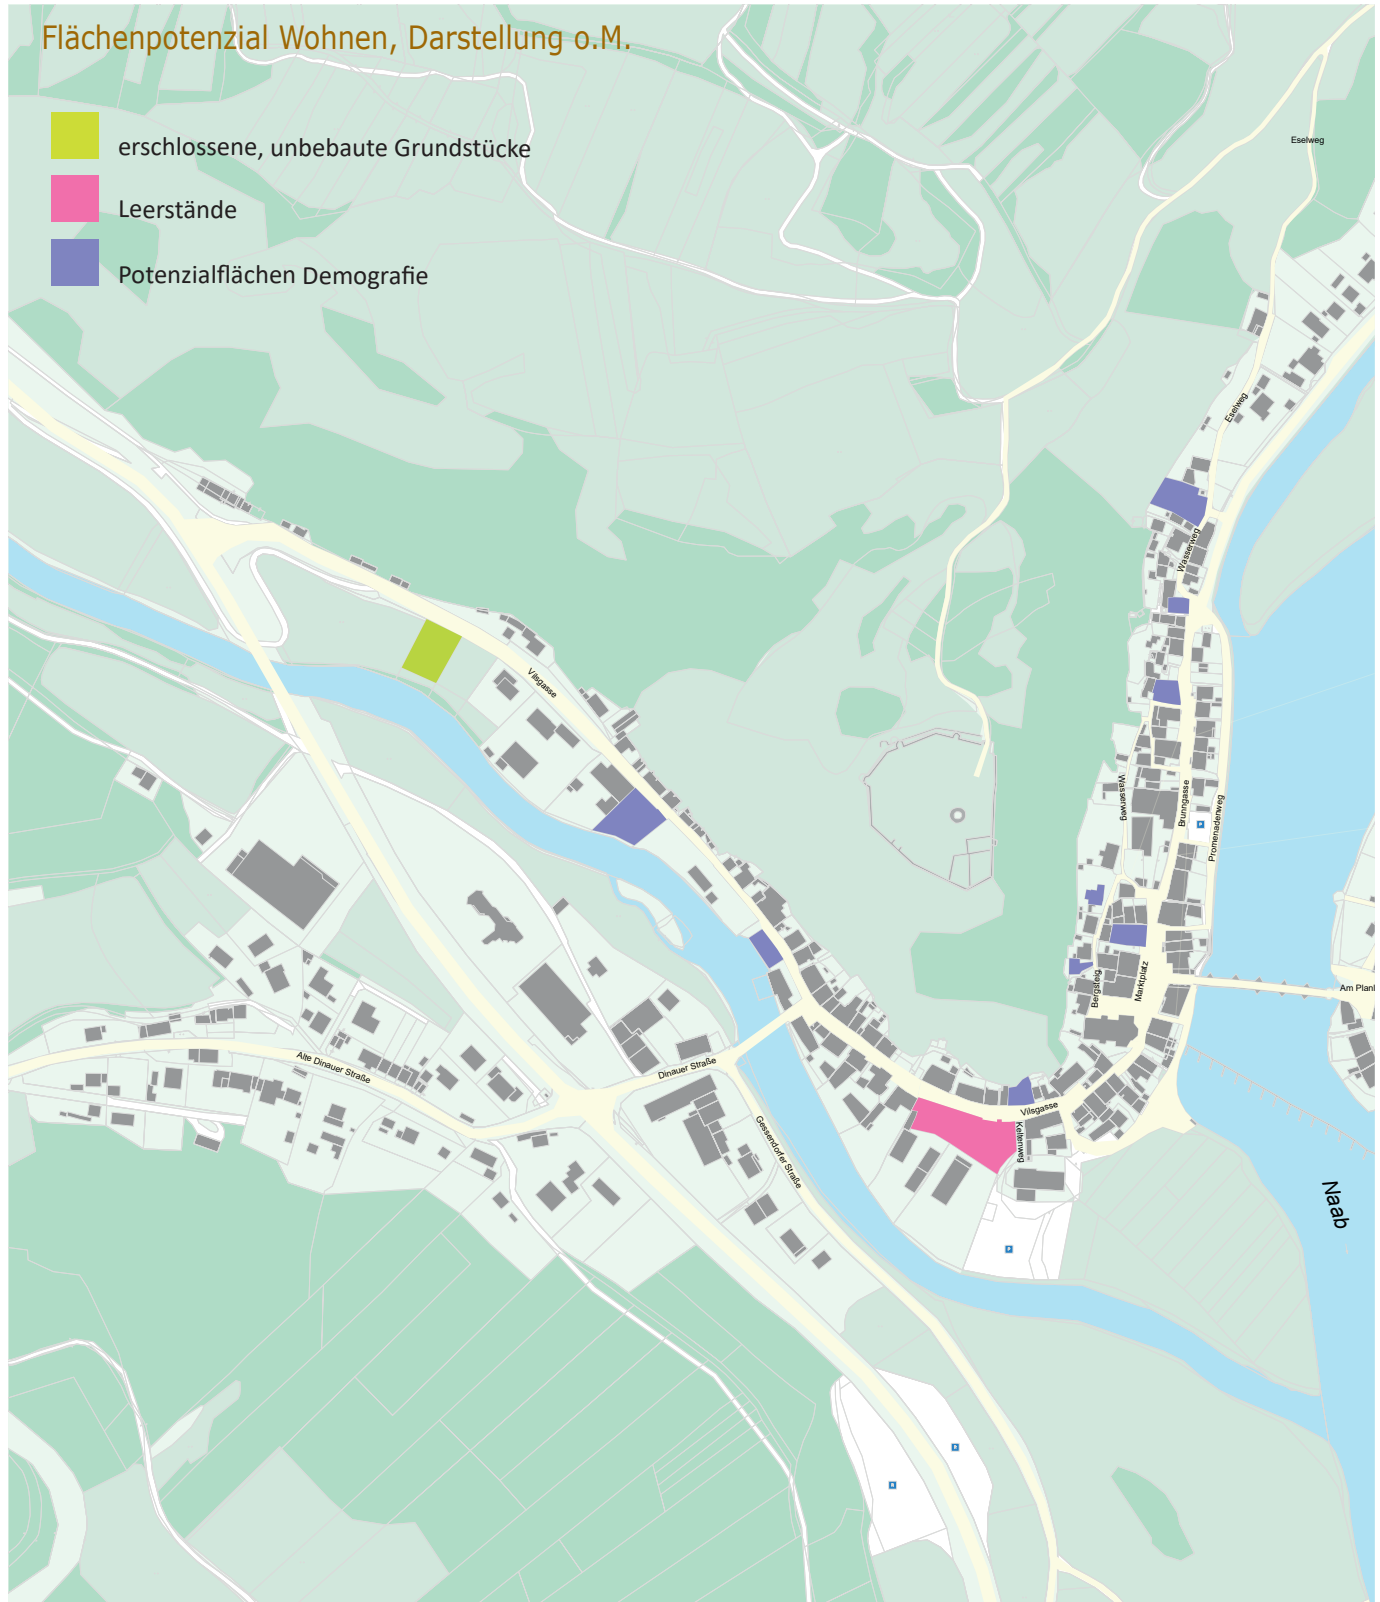 Flächenpotenzial Wohnen, Darstellung o.M.
erschlossene, unbebaute Grundstücke
Leerstände
Potenzialflächen Demografie
Eselweg
Eselweg
Wasserweg
Vilsgasse
Wasserweg
Brunngasse
Promenadenweg
P
Bergsteig
Marktplatz
Am Planl
Alte Dinauer Straße
Dinauer Straße
Gessendorfer Straße
Vilsgasse
Keltenweg
Naab
P
P